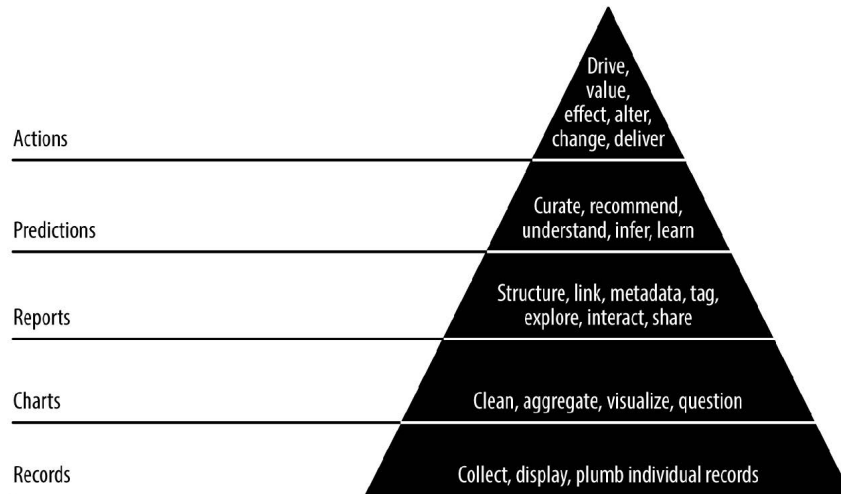 Drive,
value,
effect, alter,
change, deliver
Actions
Curate, recommend,
understand, infer, learn
Predictions
Structure, link, metadata, tag,
explore, interact, share
Reports
Clean, aggregate, visualize, question
Charts
Collect, display, plumb individual records
Records